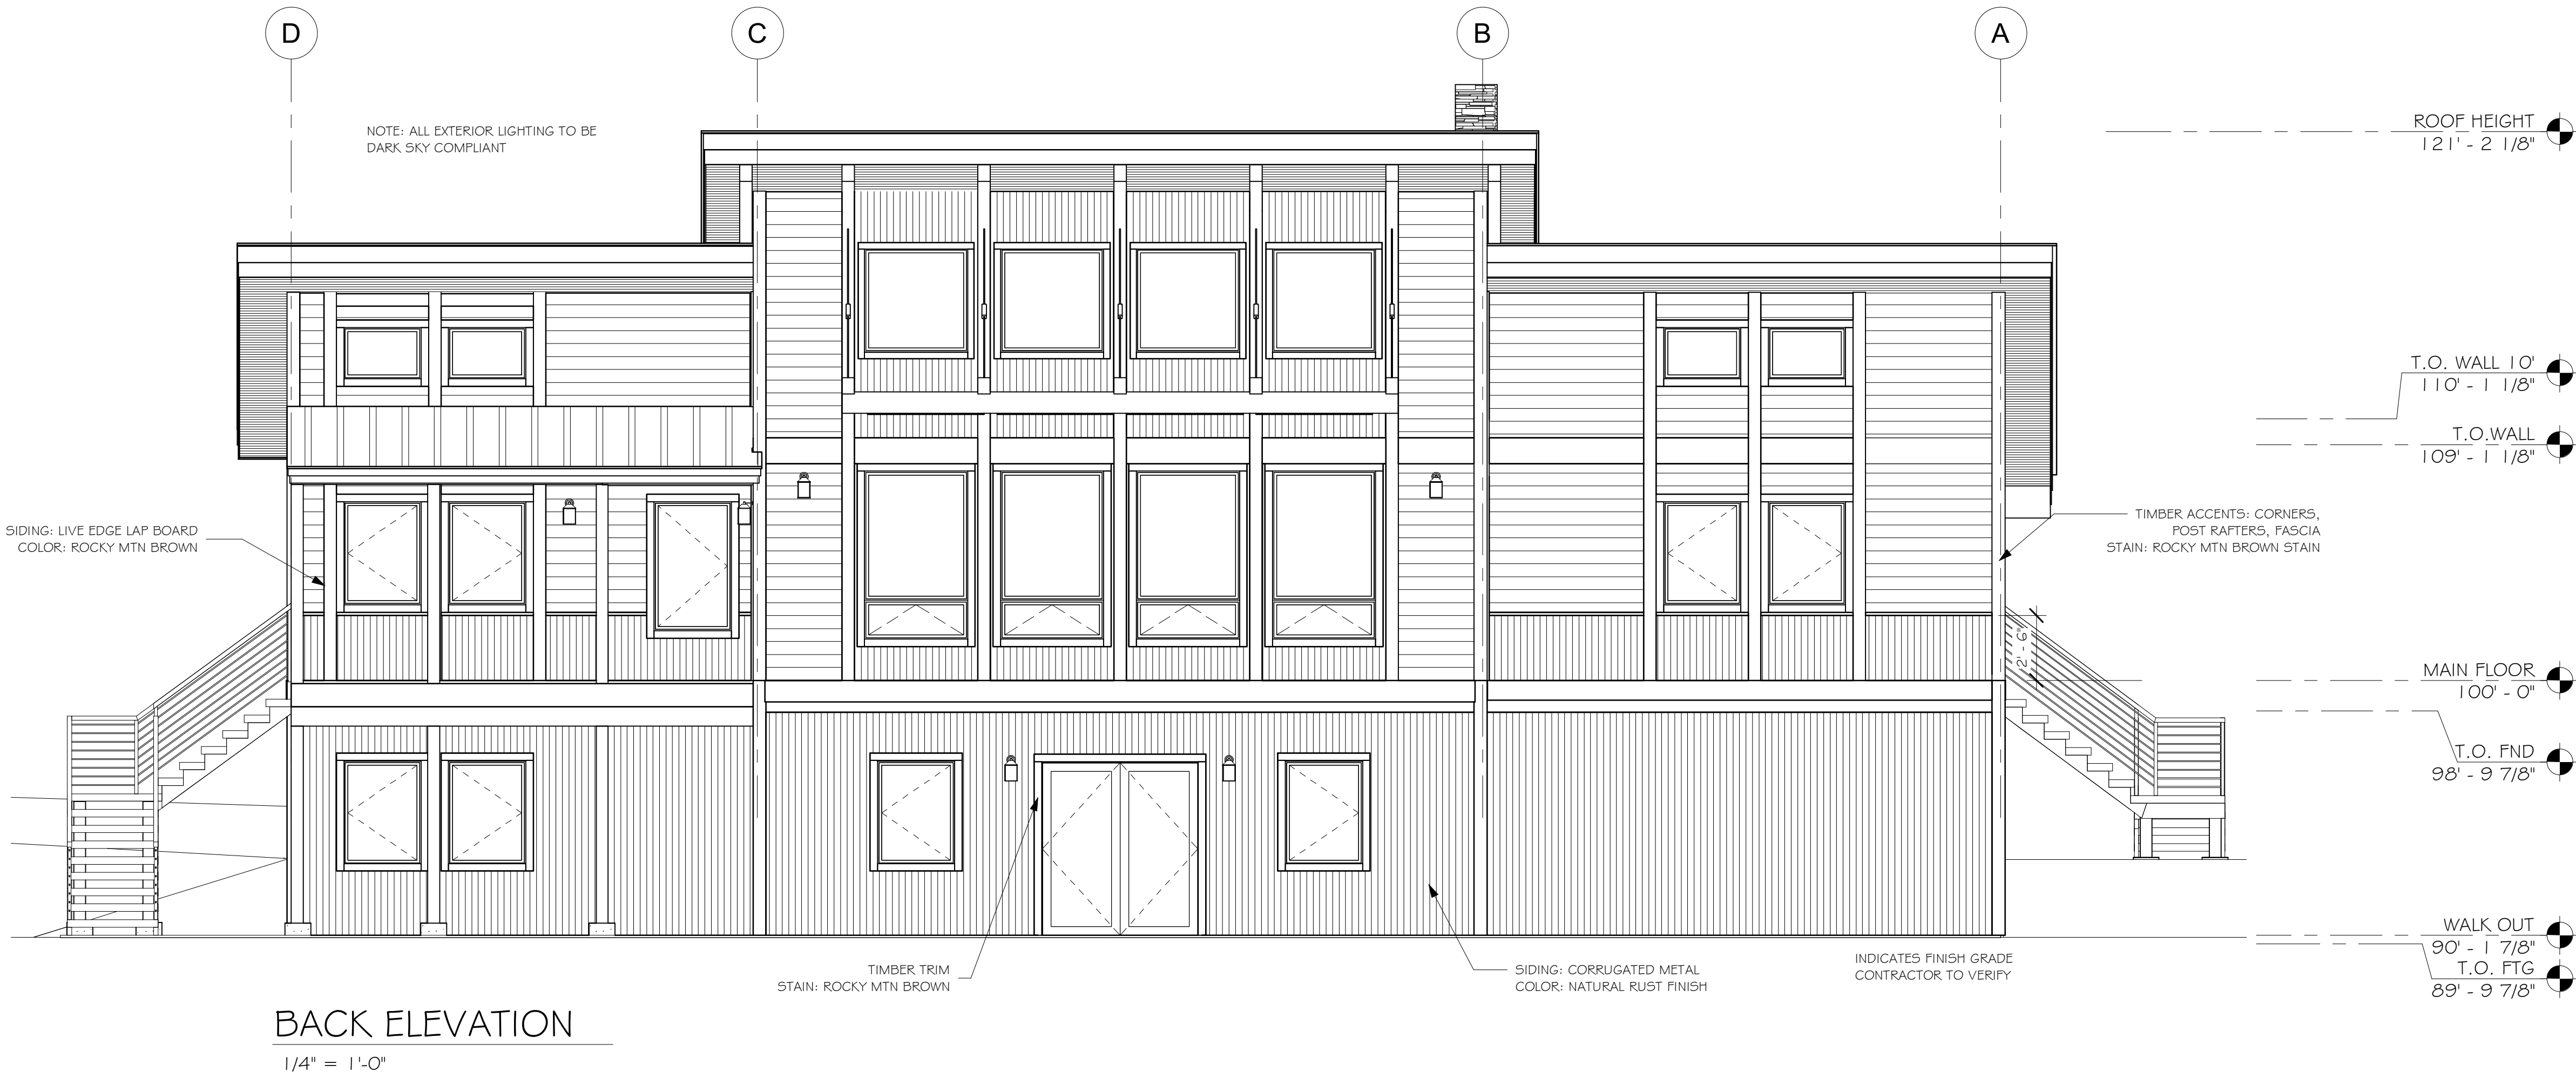 D
C
B
A
NOTE: ALL EXTERIOR LIGHTING TO BE
DARK SKY COMPLIANT
ROOF HEIGHT
121' - 2 1/8"
T.O. WALL 10'
110' - 1 1/8"
T.O.WALL
109' - 1 1/8"
SIDING: LIVE EDGE LAP BOARD
COLOR: ROCKY MTN BROWN
TIMBER ACCENTS: CORNERS,
POST RAFTERS, FASCIA
STAIN: ROCKY MTN BROWN STAIN
2' - 6"
MAIN FLOOR
100' - 0"
T.O. FND
98' - 9 7/8"
WALK OUT
90' - 1 7/8"
T.O. FTG
89' - 9 7/8"
TIMBER TRIM
STAIN: ROCKY MTN BROWN
SIDING: CORRUGATED METAL
COLOR: NATURAL RUST FINISH
INDICATES FINISH GRADE
CONTRACTOR TO VERIFY
BACK ELEVATION
1/4" = 1'-0"